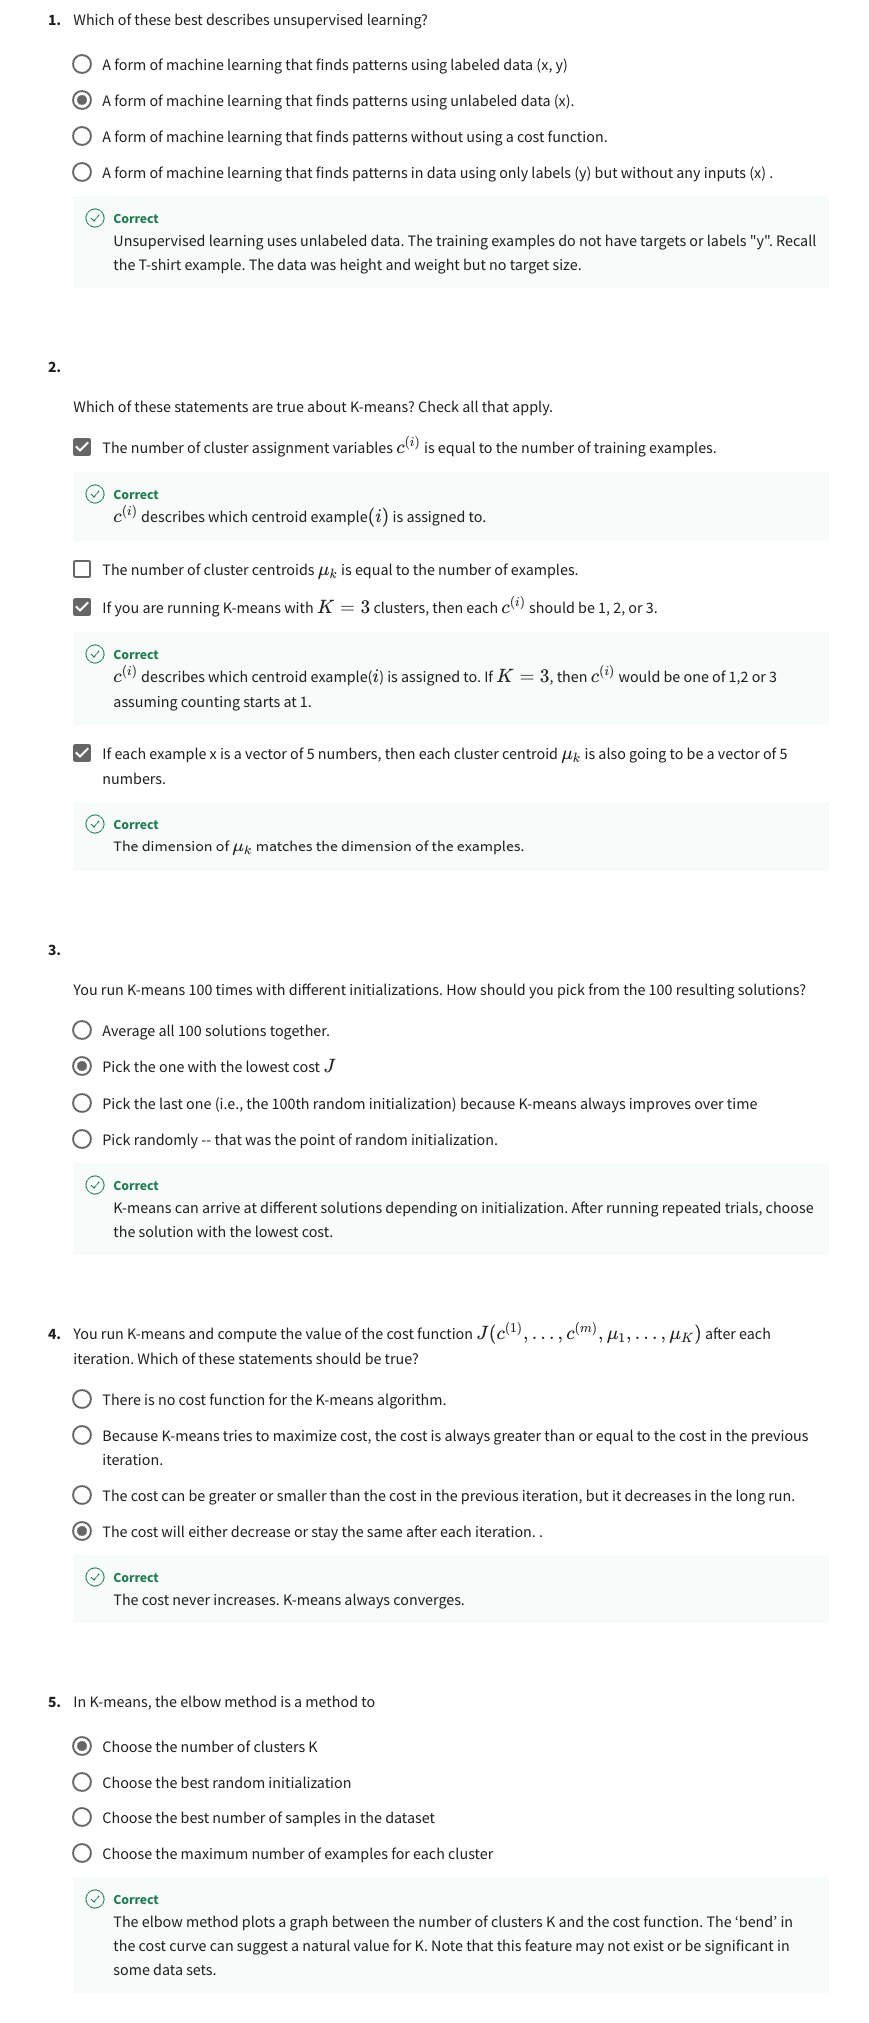 1. Which of these best describes unsupervised learning?
A form of machine learning that finds patterns using labeled data (x, y)
A form of machine learning that finds patterns using unlabeled data (x).
A form of machine learning that finds patterns without using a cost function.
A form of machine learning that finds patterns in data using only labels (y) but without any inputs (x) .
Correct
Unsupervised learning uses unlabeled data. The training examples do not have targets or labels "y". Recall
the T-shirt example. The data was height and weight but no target size.
2.
Which of these statements are true about K-means? Check all that apply.
The number of cluster assignment variables c^(i) is equal to the number of training examples.
Correct
c^(i) describes which centroid example(i) is assigned to.
The number of cluster centroids μ_k is equal to the number of examples.
If you are running K-means with K = 3 clusters, then each c^(i) should be 1, 2, or 3.
Correct
c^(i) describes which centroid example(i) is assigned to. If K = 3, then c^(i) would be one of 1,2 or 3
assuming counting starts at 1.
If each example x is a vector of 5 numbers, then each cluster centroid μ_k is also going to be a vector of 5
numbers.
Correct
The dimension of μ_k matches the dimension of the examples.
3.
You run K-means 100 times with different initializations. How should you pick from the 100 resulting solutions?
Average all 100 solutions together.
Pick the one with the lowest cost J
Pick the last one (i.e., the 100th random initialization) because K-means always improves over time
Pick randomly -- that was the point of random initialization.
Correct
K-means can arrive at different solutions depending on initialization. After running repeated trials, choose
the solution with the lowest cost.
4. You run K-means and compute the value of the cost function J(c^(1), . . . , c^(m), μ_1, . . . , μ_K) after each
iteration. Which of these statements should be true?
There is no cost function for the K-means algorithm.
Because K-means tries to maximize cost, the cost is always greater than or equal to the cost in the previous
iteration.
The cost can be greater or smaller than the cost in the previous iteration, but it decreases in the long run.
The cost will either decrease or stay the same after each iteration. .
Correct
The cost never increases. K-means always converges.
5. In K-means, the elbow method is a method to
Choose the number of clusters K
Choose the best random initialization
Choose the best number of samples in the dataset
Choose the maximum number of examples for each cluster
Correct
The elbow method plots a graph between the number of clusters K and the cost function. The ‘bend’ in
the cost curve can suggest a natural value for K. Note that this feature may not exist or be significant in
some data sets.